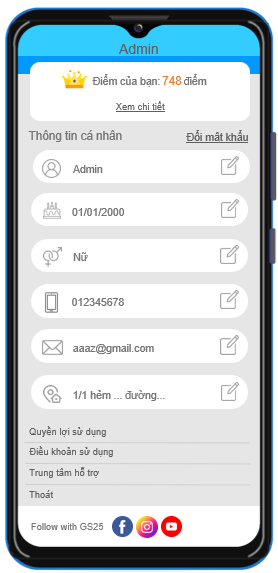 Admin
Điểm của bạn: 748 điểm
Xem chi tiết
Thông tin cá nhân
Đổi mật khẩu
Admin
01/01/2000
Nữ
012345678
aaaz@gmail.com
1/1 hẻm ... đường...
Quyền lợi sử dụng
Điều khoản sử dụng
Trung tâm hỗ trợ
Thoát
Follow with GS25